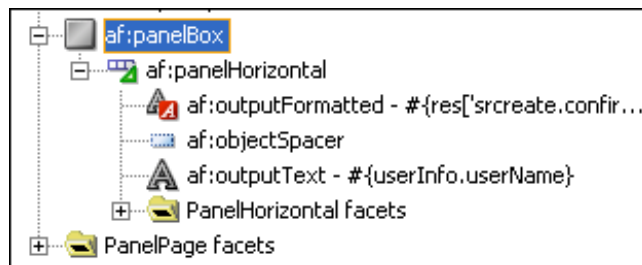 af:panelBox
af:panelHorizontal
af:outputFormatted - #{res['srcreate.confir...
af:objectSpacer
af:outputText - #{userInfo.userName}
PanelHorizontal facets
PanelPage facets